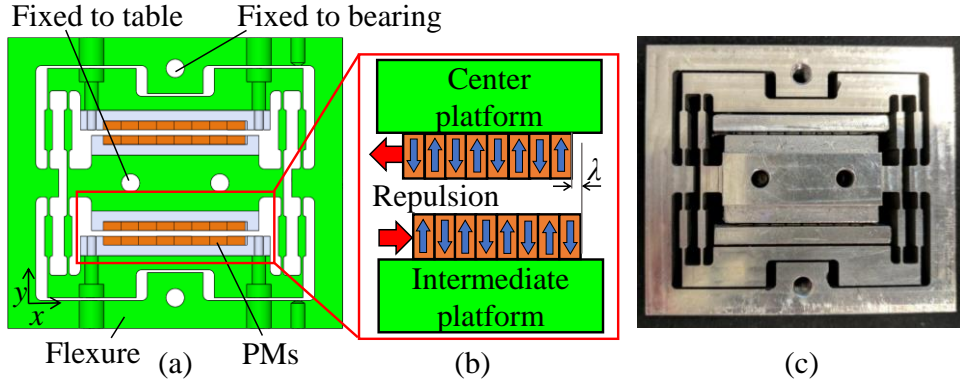 Fixed to table
Fixed to bearing
Center
platform
λ
Repulsion
Intermediate
platform
y
x
Flexure
(a)
PMs
(b)
(c)